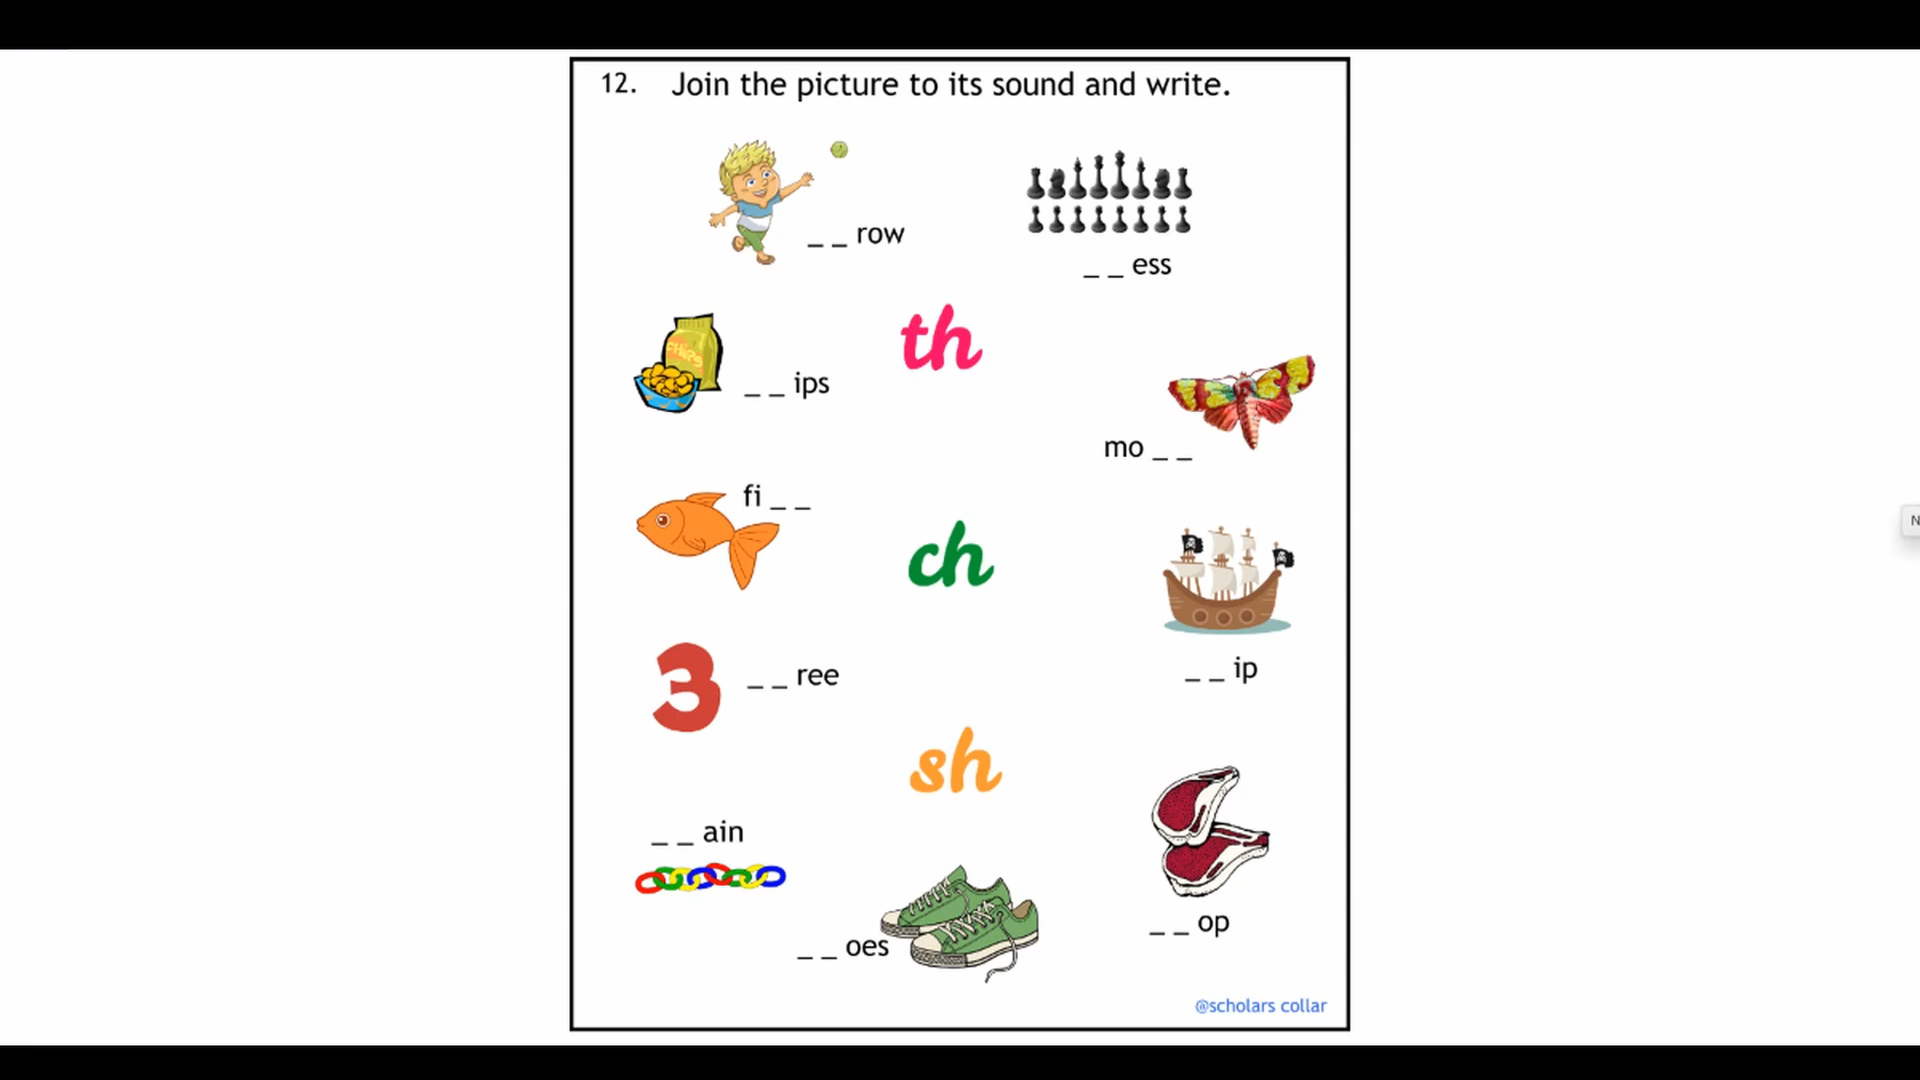 12. Join the picture to its sound and write.
_ _ row
_ _ ess
th
CHIPS
_ _ ips
mo _ _
fi _ _
ch
_ _ ree
_ _ ip
sh
_ _ ain
_ _ op
_ _ oes
@scholars collar
N